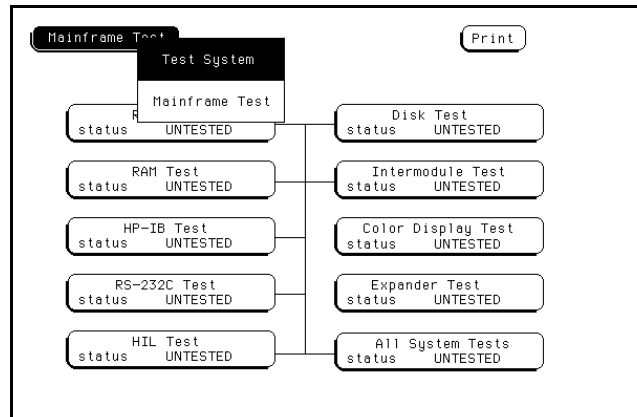 Mainframe Test
Print
Test System
Mainframe Test
Disk Test
status UNTESTED
status UNTESTED
RAM Test
status UNTESTED
Intermodule Test
status UNTESTED
HP-IB Test
status UNTESTED
Color Display Test
status UNTESTED
RS-232C Test
status UNTESTED
Expander Test
status UNTESTED
HIL Test
status UNTESTED
All System Tests
status UNTESTED